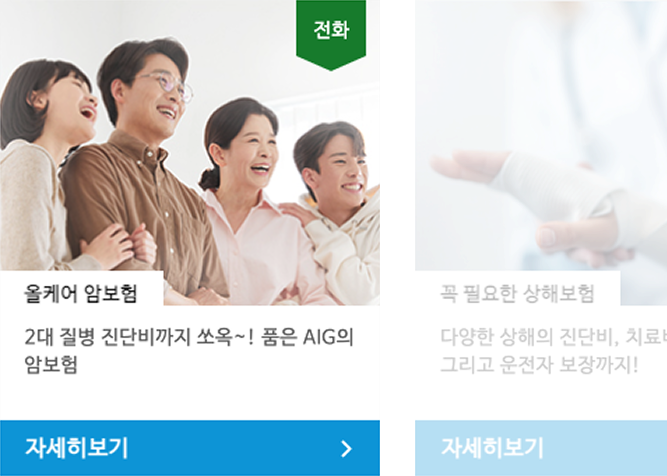 전화
올케어 암보험
2대 질병 진단비까지 쏘옥~! 품은 AIG의
암보험
자세히보기
꼭 필요한 상해보험
다양한 상해의 진단비, 치료
그리고 운전자 보장까지!
자세히보기